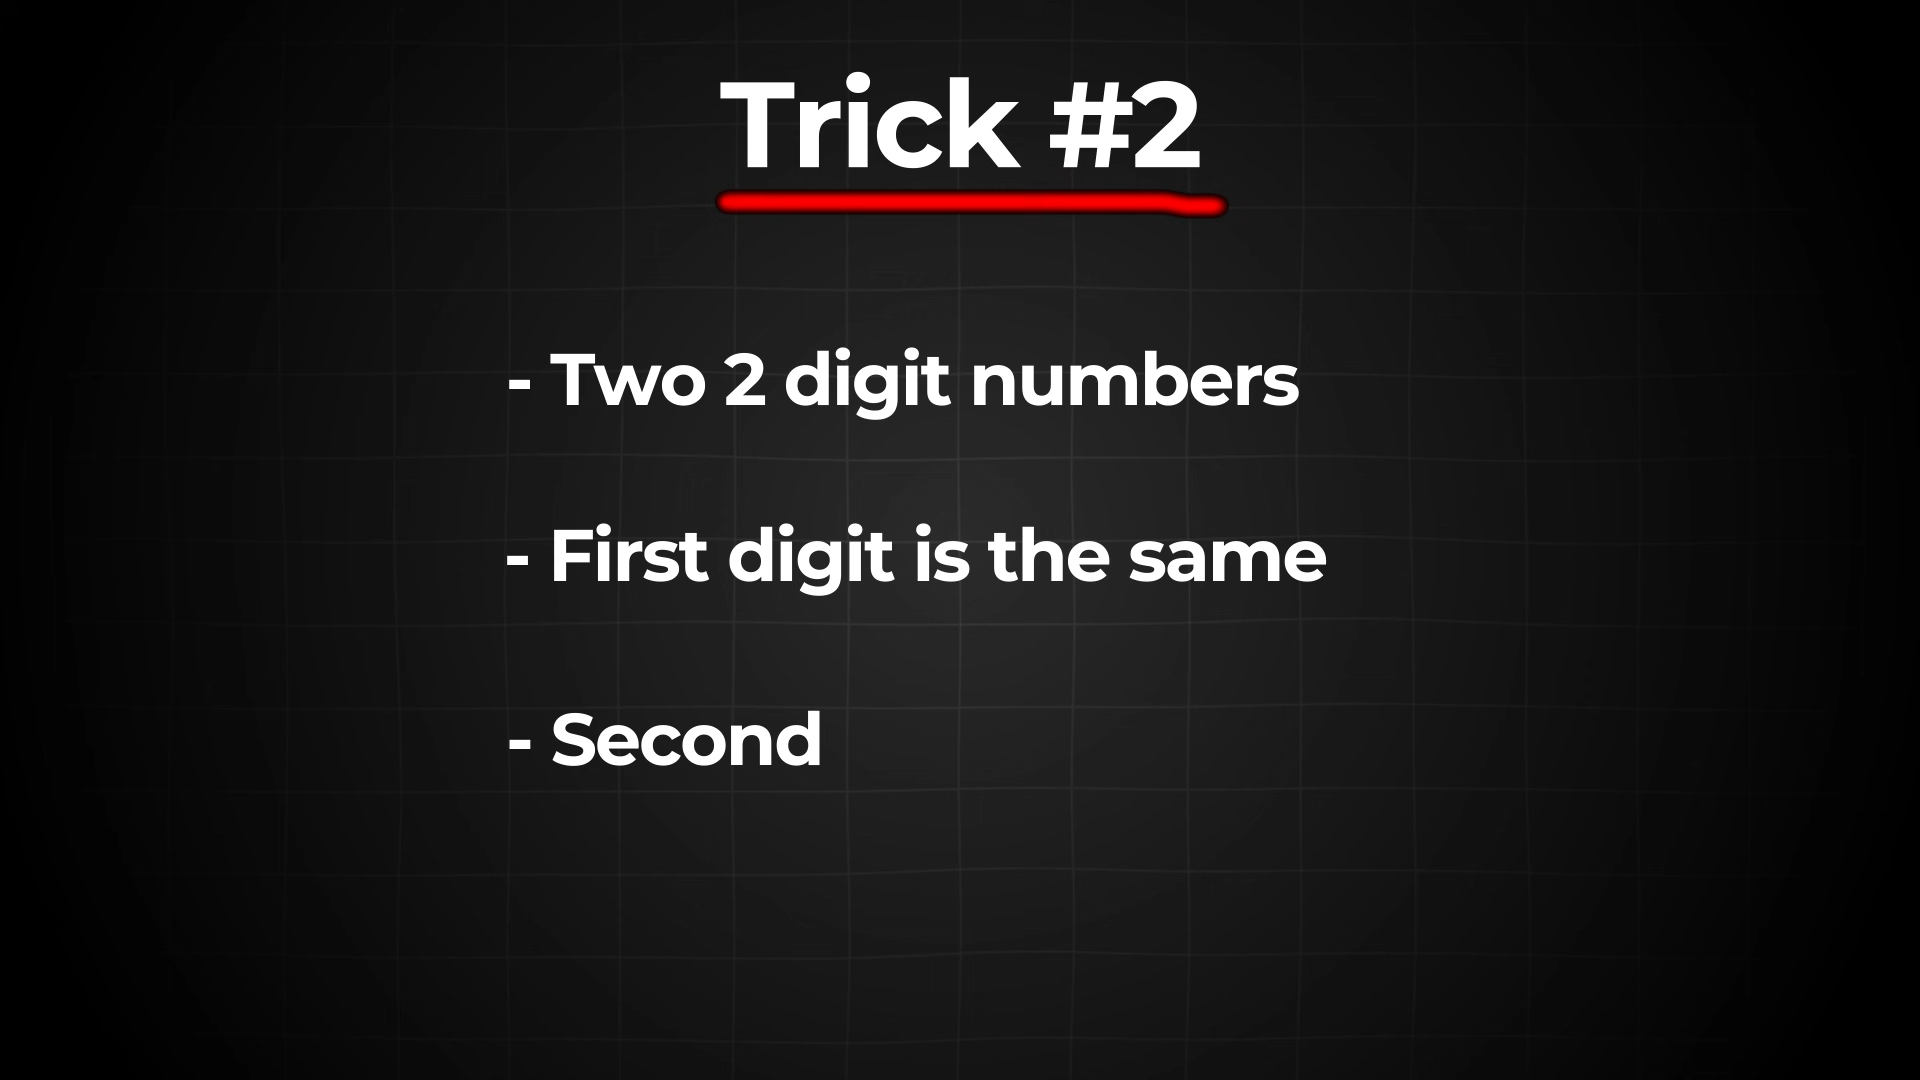 Trick #2
- Two 2 digit numbers
- First digit is the same
- Second